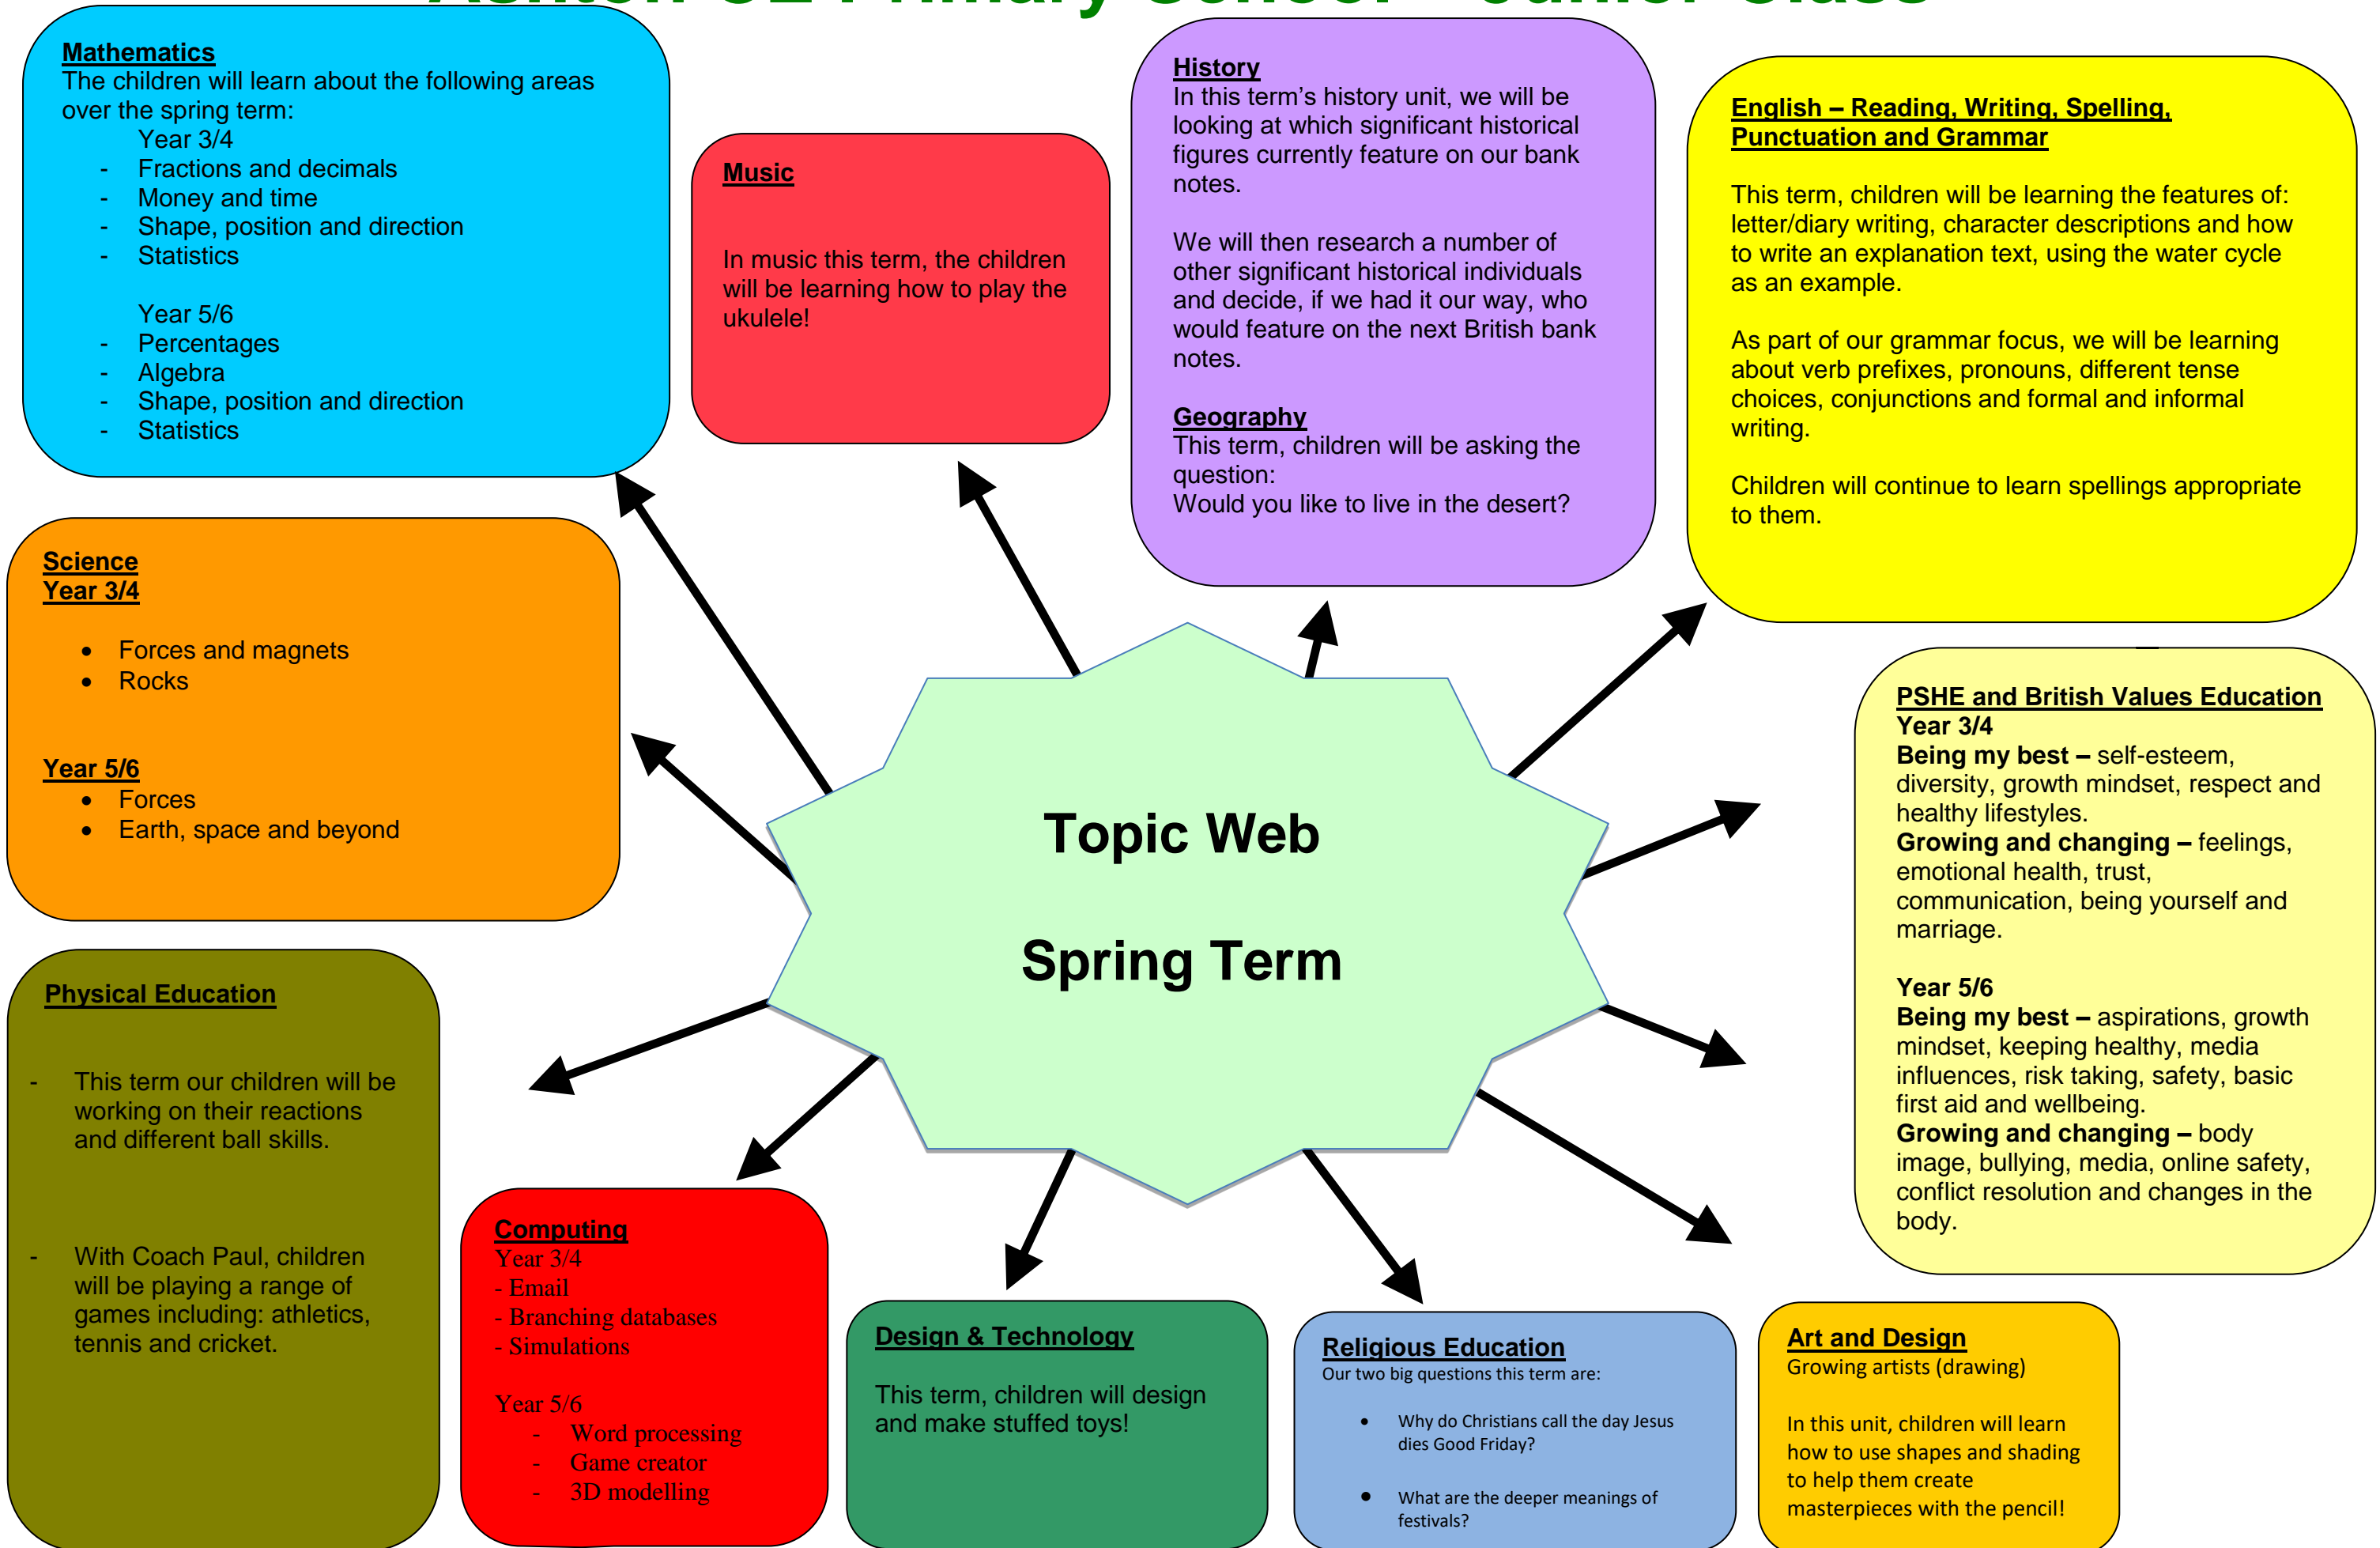 Ashton CE Primary School – Junior Class
Mathematics
The children will learn about the following areas
over the spring term:
Year 3/4
- Fractions and decimals
- Money and time
- Shape, position and direction
- Statistics
Year 5/6
- Percentages
- Algebra
- Shape, position and direction
- Statistics
Music
In music this term, the children
will be learning how to play the
ukulele!
History
In this term's history unit, we will be
looking at which significant historical
figures currently feature on our bank
notes.
We will then research a number of
other significant historical individuals
and decide, if we had it our way, who
would feature on the next British bank
notes.
Geography
This term, children will be asking the
question:
Would you like to live in the desert?
English – Reading, Writing, Spelling,
Punctuation and Grammar
This term, children will be learning the features of:
letter/diary writing, character descriptions and how
to write an explanation text, using the water cycle
as an example.
As part of our grammar focus, we will be learning
about verb prefixes, pronouns, different tense
choices, conjunctions and formal and informal
writing.
Children will continue to learn spellings appropriate
to them.
Science
Year 3/4
• Forces and magnets
• Rocks
Year 5/6
• Forces
• Earth, space and beyond
Topic Web
Spring Term
PSHE and British Values Education
Year 3/4
Being my best – self-esteem,
diversity, growth mindset, respect and
healthy lifestyles.
Growing and changing – feelings,
emotional health, trust,
communication, being yourself and
marriage.
Year 5/6
Being my best – aspirations, growth
mindset, keeping healthy, media
influences, risk taking, safety, basic
first aid and wellbeing.
Growing and changing – body
image, bullying, media, online safety,
conflict resolution and changes in the
body.
Physical Education
- This term our children will be
working on their reactions
and different ball skills.
- With Coach Paul, children
will be playing a range of
games including: athletics,
tennis and cricket.
Computing
Year 3/4
- Email
- Branching databases
- Simulations
Year 5/6
- Word processing
- Game creator
- 3D modelling
Design & Technology
This term, children will design
and make stuffed toys!
Religious Education
Our two big questions this term are:
• Why do Christians call the day Jesus
dies Good Friday?
• What are the deeper meanings of
festivals?
Art and Design
Growing artists (drawing)
In this unit, children will learn
how to use shapes and shading
to help them create
masterpieces with the pencil!